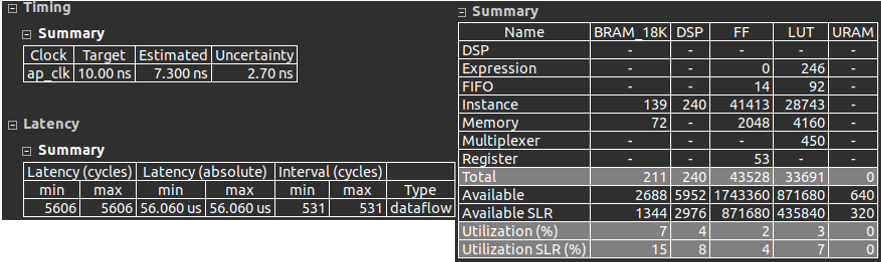 Timing
Summary
Clock Target Estimated Uncertainty
ap_clk 10.00 ns 7.300 ns 2.70 ns
Latency
Summary
Latency (cycles) Latency (absolute) Interval (cycles)
min max min max min max Type
5606 5606 56.060 us 56.060 us 531 531 dataflow
Summary
Name BRAM_18K DSP FF LUT URAM
DSP - - - - -
Expression - - 0 246 -
FIFO - - 14 92 -
Instance 139 240 41413 28743 -
Memory 72 - 2048 4160 -
Multiplexer - - - 450 -
Register - - 53 - -
Total 211 240 43528 33691 0
Available 2688 5952 1743360 871680 640
Available SLR 1344 2976 871680 435840 320
Utilization (%) 7 4 2 3 0
Utilization SLR (%) 15 8 4 7 0